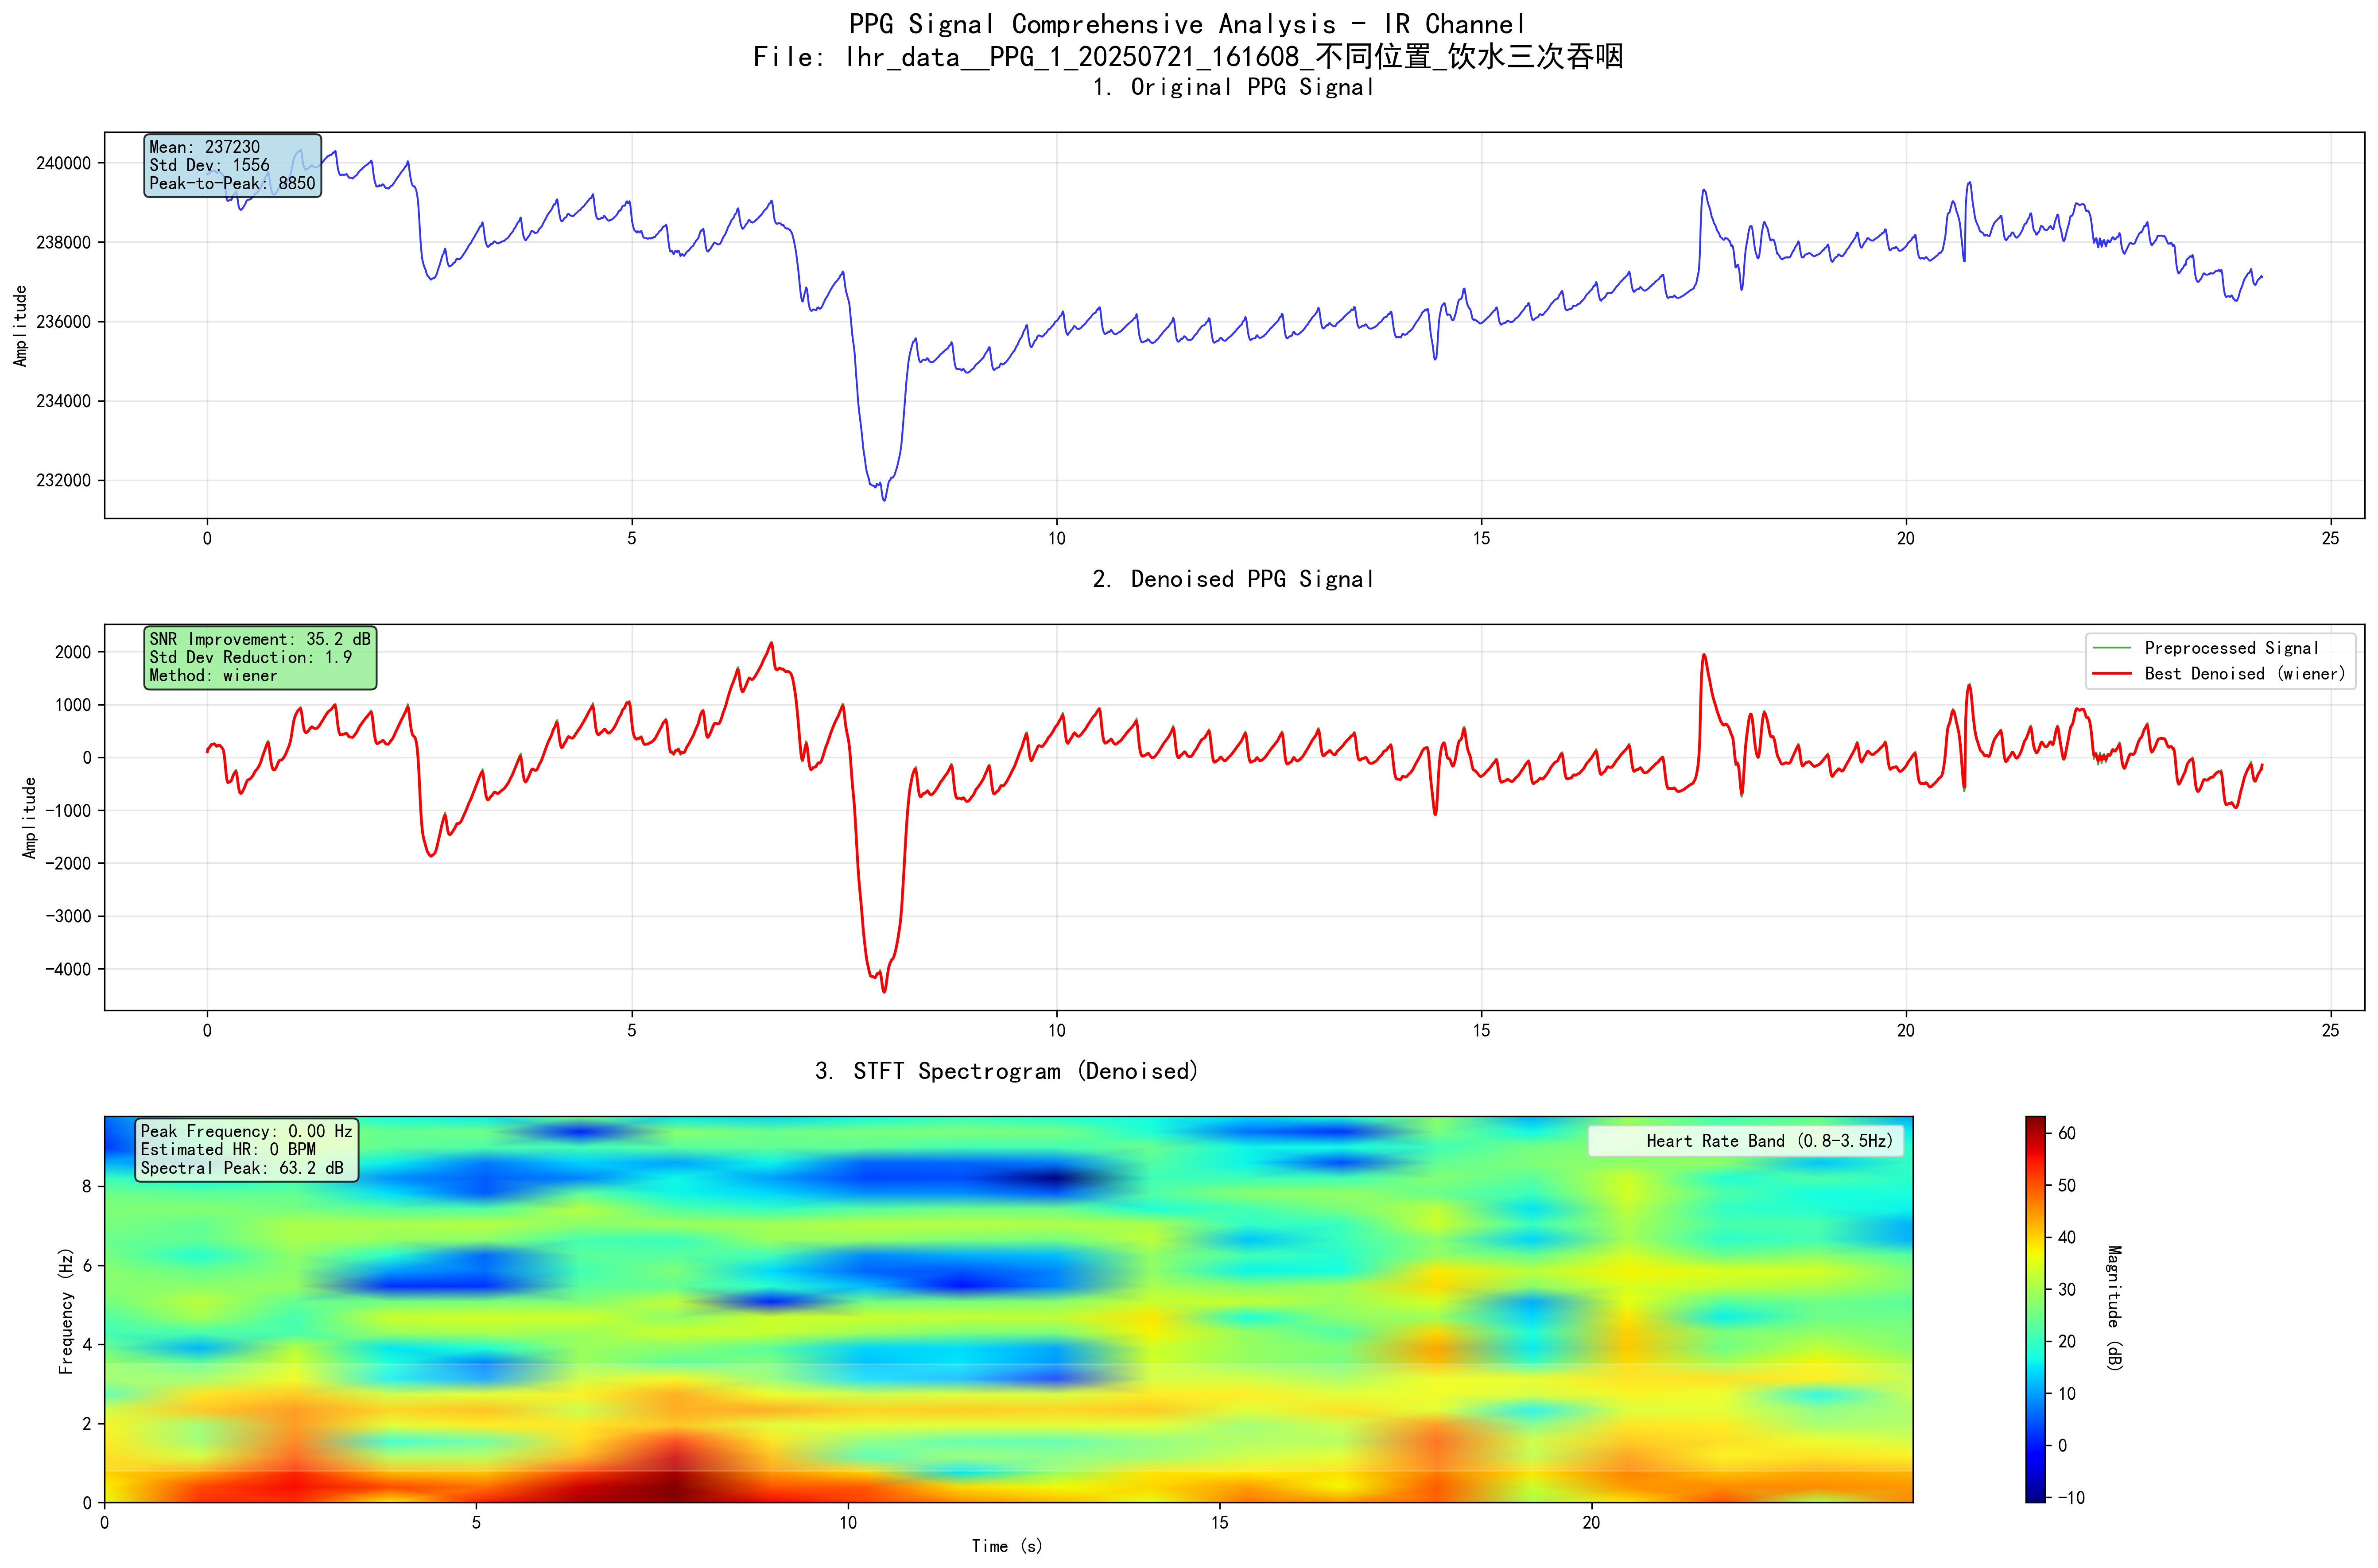 PPG Signal Comprehensive Analysis - IR Channel
File: lhr_data__PPG_1_20250721_161608_不同位置_饮水三次吞咽
1. Original PPG Signal
Mean: 237230
Std Dev: 1556
Peak-to-Peak: 8850
Amplitude
240000
238000
236000
234000
232000
0 5 10 15 20 25
2. Denoised PPG Signal
SNR Improvement: 35.2 dB
Std Dev Reduction: 1.9
Method: wiener
Preprocessed Signal
Best Denoised (wiener)
Amplitude
2000
1000
0
-1000
-2000
-3000
-4000
0 5 10 15 20 25
3. STFT Spectrogram (Denoised)
Peak Frequency: 0.00 Hz
Estimated HR: 0 BPM
Spectral Peak: 63.2 dB
Heart Rate Band (0.8-3.5Hz)
Frequency (Hz)
8
6
4
2
0
0 5 10 15 20
Time (s)
60
50
40
30
20
10
0
-10
Magnitude (dB)